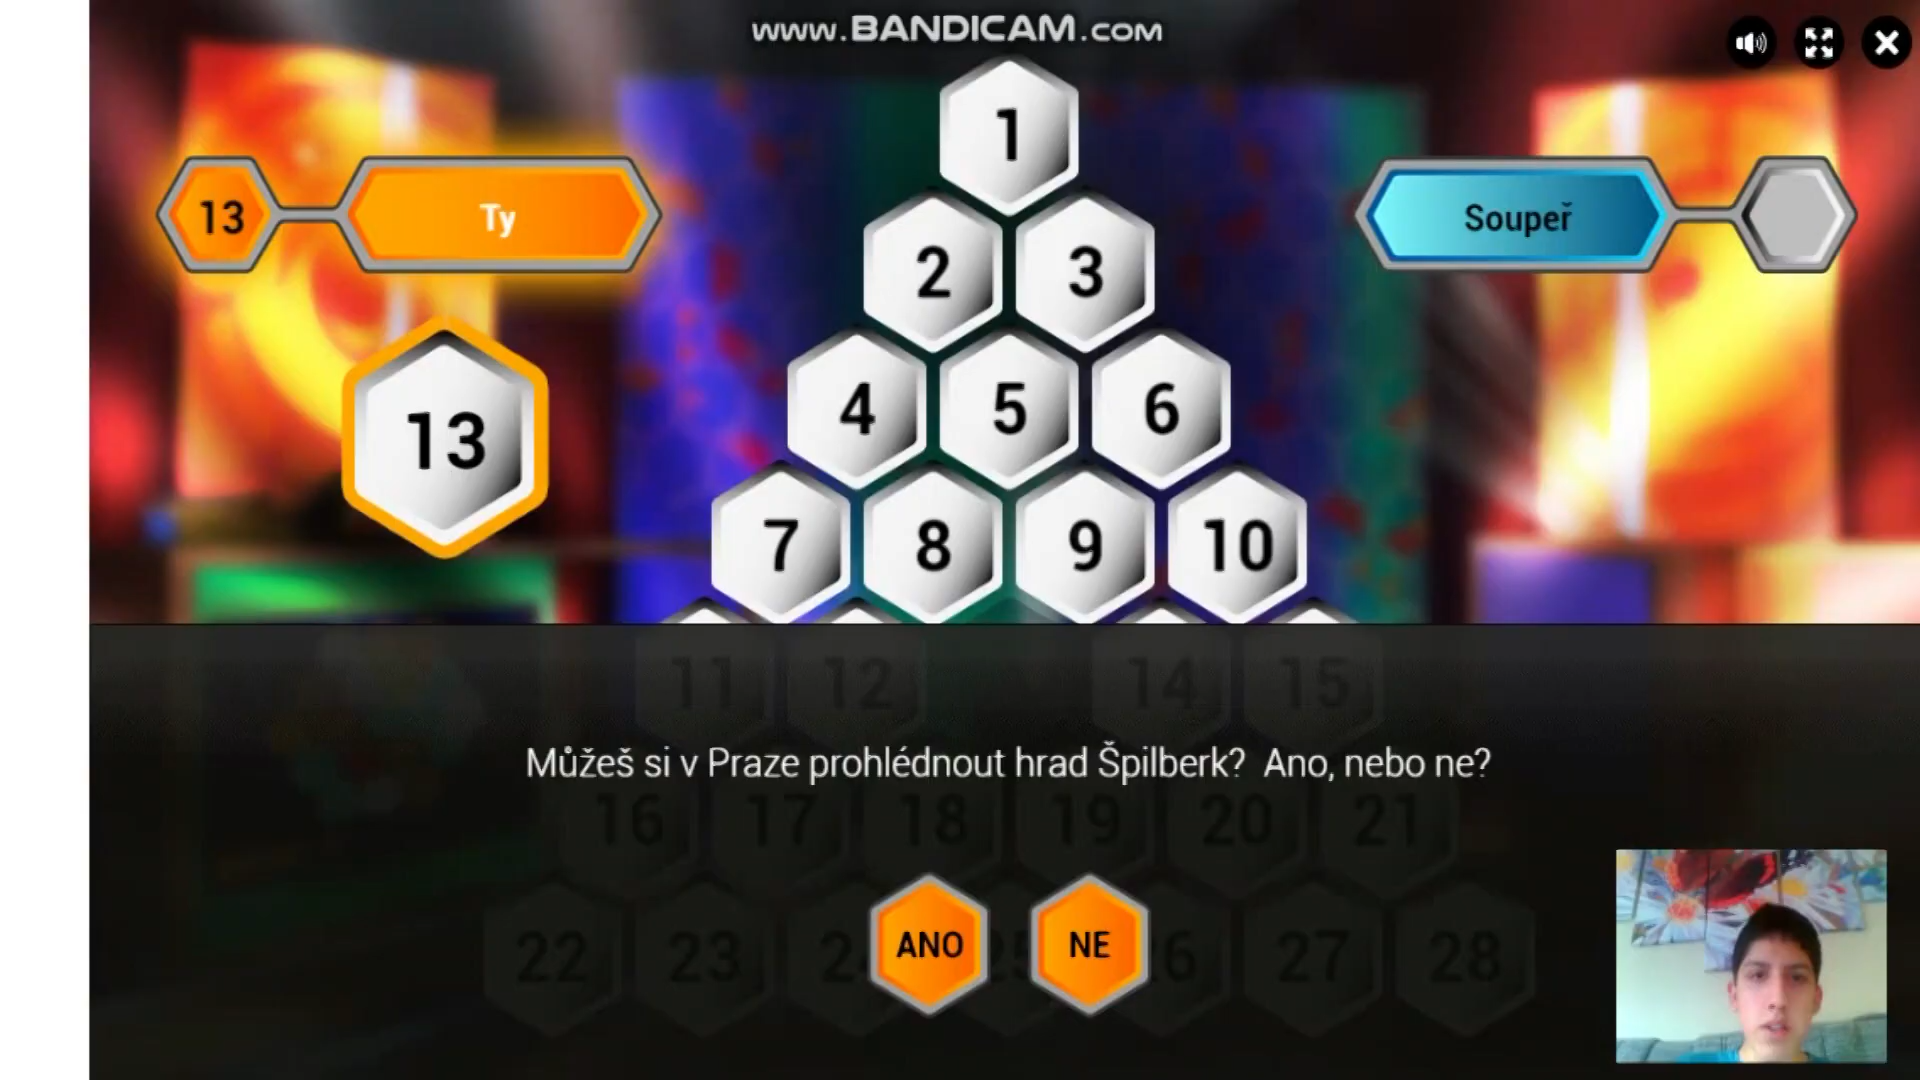 www.BANDICAM.com
1
13 Ty
Soupeř
2 3
13
4 5 6
7 8 9 10
11 12 14 15
Můžeš si v Praze prohlédnout hrad Špilberk? Ano, nebo ne?
16 17 18 19 20 21
ANO NE
22 23 27 28